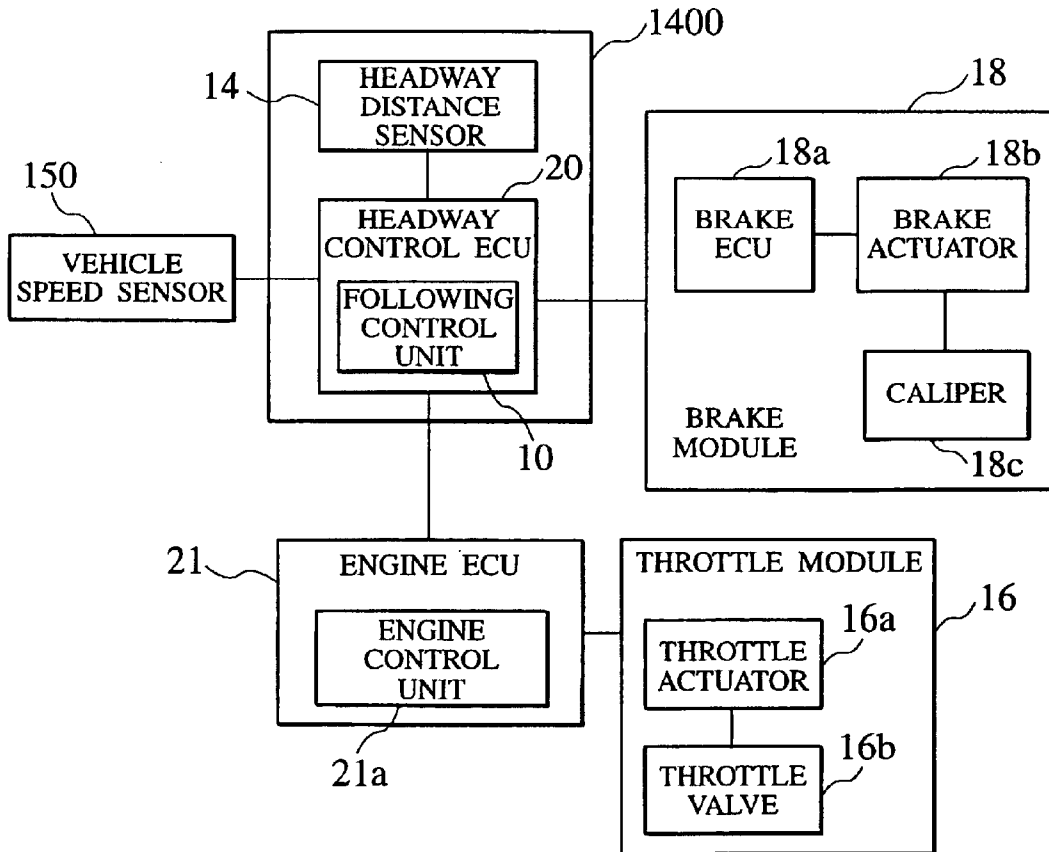 1400
14
HEADWAY
DISTANCE
SENSOR
18
150
20
18a
18b
HEADWAY
CONTROL ECU
BRAKE
ECU
BRAKE
ACTUATOR
VEHICLE
SPEED SENSOR
FOLLOWING
CONTROL
UNIT
CALIPER
BRAKE
MODULE
10
18c
21
ENGINE ECU
THROTTLE MODULE
16
ENGINE
CONTROL
UNIT
16a
THROTTLE
ACTUATOR
21a
16b
THROTTLE
VALVE